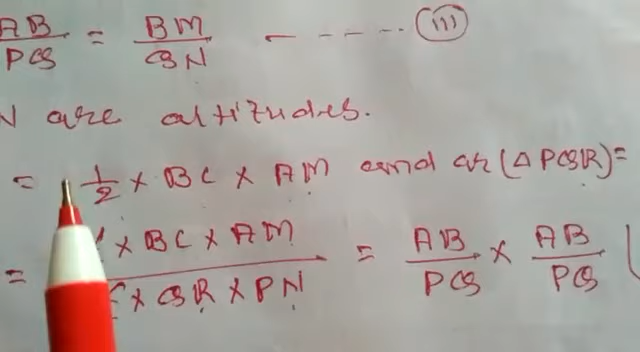 AB/PQ = BM/QN - - - - - - (iii)
N are altitudes.
= 1/2 × BC × AM and ar(△PQR)=
= × BC × AM / × QR × PN = AB/PQ × AB/PQ (